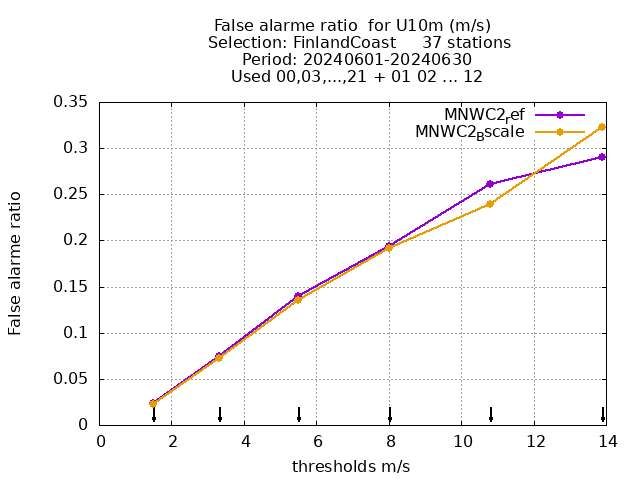 False alarme ratio  for U10m (m/s)
Selection: FinlandCoast     37 stations
Period: 20240601-20240630
Used 00,03,...,21 + 01 02 ... 12
MNWC2ref
MNWC2Bscale
0.35
0.3
0.25
0.2
0.15
0.1
0.05
0
False alarme ratio
0 2 4 6 8 10 12 14
thresholds m/s